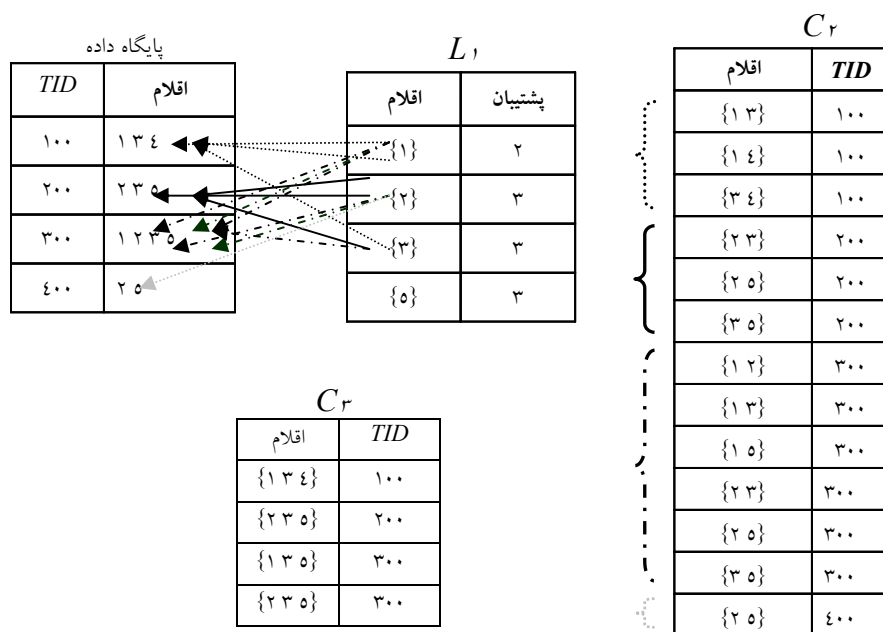 پایگاه داده
TID اقلام
۱۰۰ ۱ ۳ ٤
۲۰۰ ۲ ۳ ٥
۳۰۰ ۱ ۲ ۳ ٥
٤۰۰ ۲ ٥
L۱
اقلام پشتیبان
{۱} ۲
{۲} ۳
{۳} ۳
{٥} ۳
C۲
اقلام TID
{۱ ۳} ۱۰۰
{۱ ٤} ۱۰۰
{۳ ٤} ۱۰۰
{۲ ۳} ۲۰۰
{۲ ٥} ۲۰۰
{۳ ٥} ۲۰۰
{۱ ۲} ۳۰۰
{۱ ۳} ۳۰۰
{۱ ٥} ۳۰۰
{۲ ۳} ۳۰۰
{۲ ٥} ۳۰۰
{۳ ٥} ۳۰۰
{۲ ٥} ٤۰۰
C۳
اقلام TID
{۱ ۳ ٤} ۱۰۰
{۲ ۳ ٥} ۲۰۰
{۱ ۳ ٥} ۳۰۰
{۲ ۳ ٥} ۳۰۰